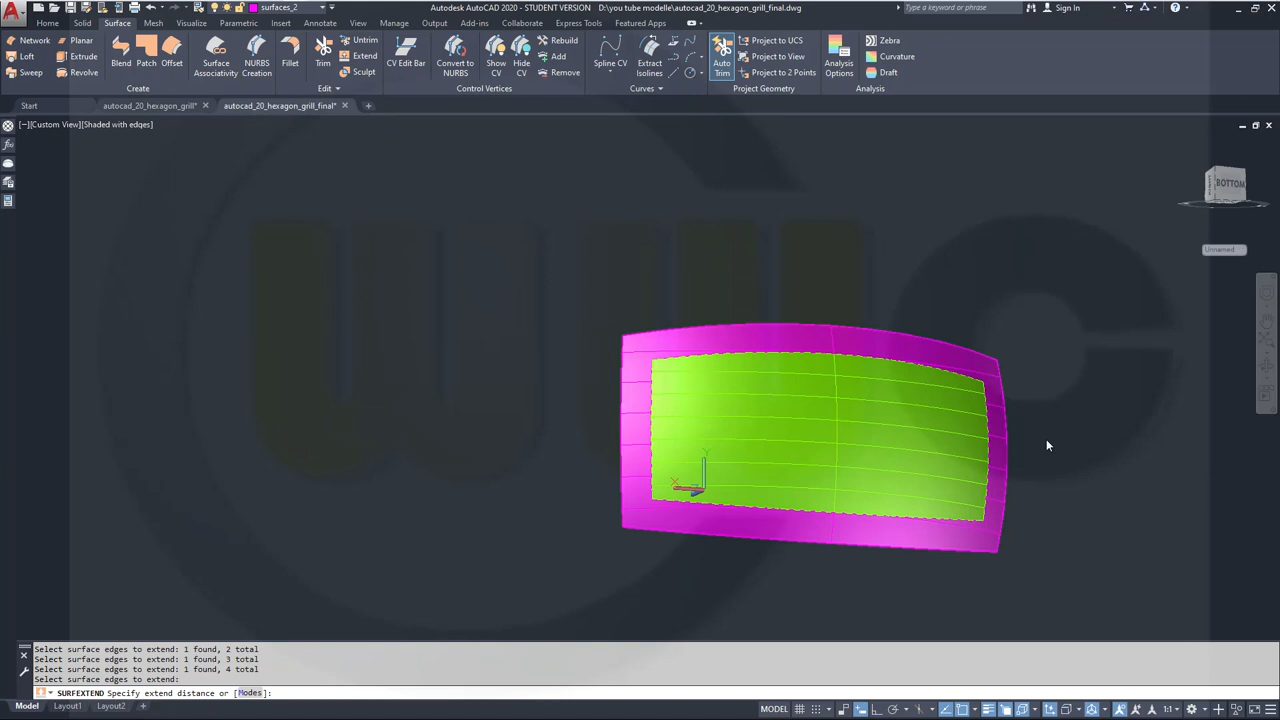 Autodesk AutoCAD 2020 - STUDENT VERSION D:\you tube modelle\autocad_20_hexagon_grill_final.dwg
surfaces_2
Type a keyword or phrase
Sign In
Home Solid Surface Mesh Visualize Parametric Insert Annotate View Manage Output Add-ins Collaborate Express Tools Featured Apps
Network Planar
Loft Extrude
Sweep Revolve
Blend Patch Offset
Surface Associativity
NURBS Creation
Fillet
Trim
Untrim
Extend
Sculpt
CV Edit Bar
Convert to NURBS
Show CV
Hide CV
Rebuild
Add
Remove
Spline CV
Extract Isolines
Auto Trim
Project to UCS
Project to View
Project to 2 Points
Analysis Options
Zebra
Curvature
Draft
Create Edit Control Vertices Curves Project Geometry Analysis
Start autocad_20_hexagon_grill* autocad_20_hexagon_grill_final*
[−][Custom View][Shaded with edges]
BOTTOM
Unnamed
wuc
Y
X
Select surface edges to extend: 1 found, 2 total
Select surface edges to extend: 1 found, 3 total
Select surface edges to extend: 1 found, 4 total
Select surface edges to extend:
SURFEXTEND Specify extend distance or [Modes]:
Model Layout1 Layout2 +
MODEL
1:1